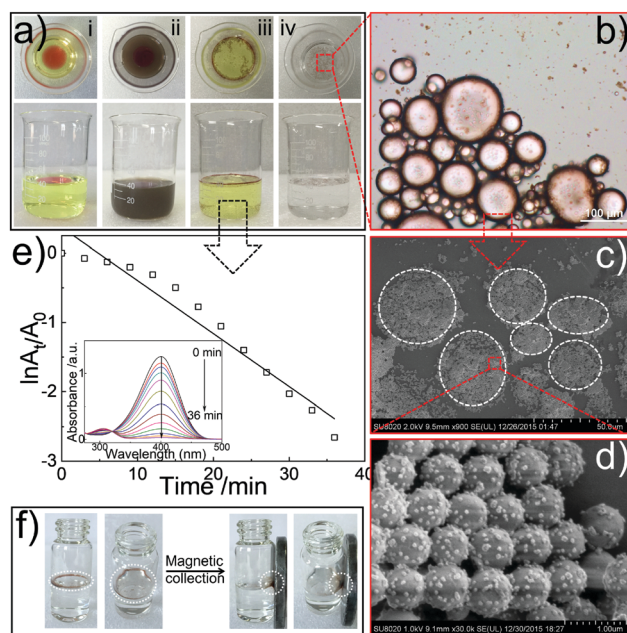 a) i ii iii iv
40
20
b)
100 μm
c)
SU8020 2.0kV 9.5mm x900 SE(UL) 12/26/2015 01:47 50.0um
d)
SU8020 1.0kV 9.1mm x30.0k SE(UL) 12/30/2015 18:27 1.00um
e)
lnAt/A0
0
-1
-2
-3
0 10 20 30 40
Time /min
Absorbance /a.u.
1
0
300 400 500
Wavelength (nm)
0 min
36 min
f)
Magnetic
collection